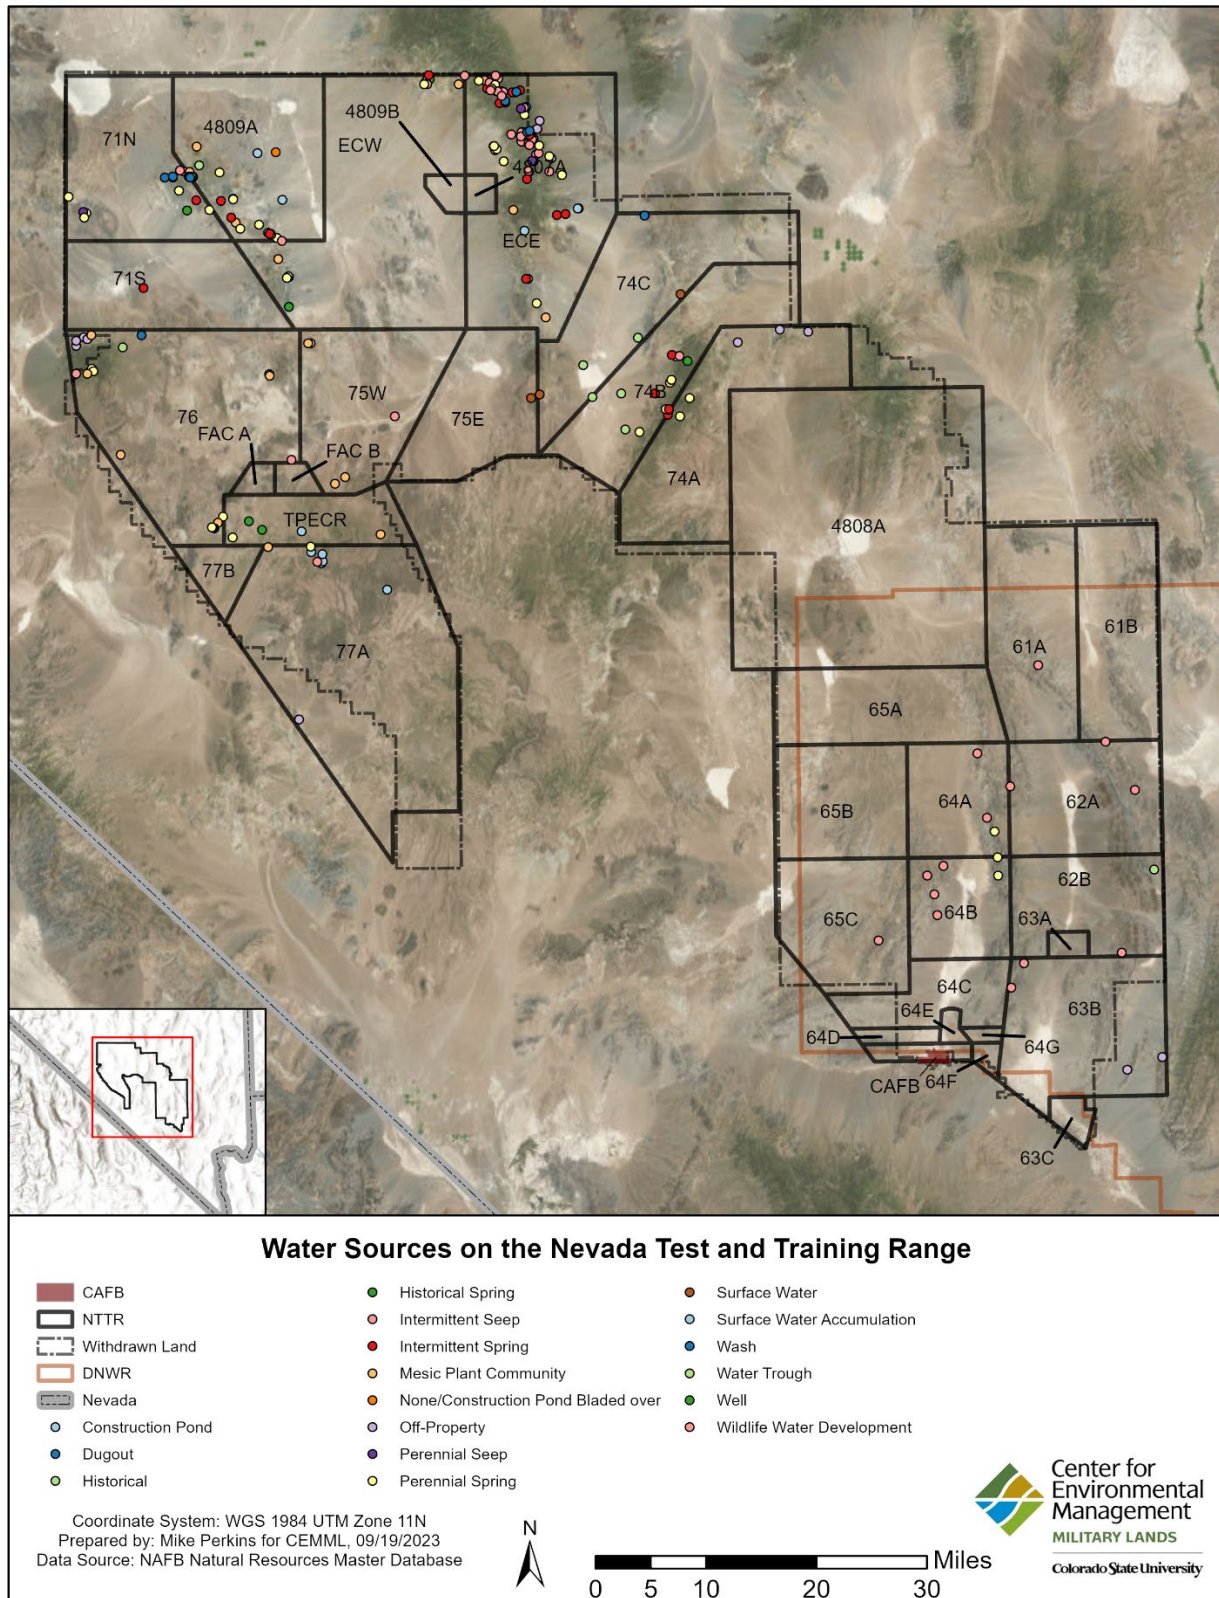 71N
4809A
4809B
ECW
4807A
ECE
71S
74C
76
75W
75E
74B
FAC A
FAC B
74A
TPECR
4808A
77B
77A
61A
61B
65A
65B
64A
62A
62B
65C
64B
63A
64C
63B
64E
64D
64G
CAFB
64F
63C
Water Sources on the Nevada Test and Training Range
CAFB
NTTR
Withdrawn Land
DNWR
Nevada
Construction Pond
Dugout
Historical
Historical Spring
Intermittent Seep
Intermittent Spring
Mesic Plant Community
None/Construction Pond Bladed over
Off-Property
Perennial Seep
Perennial Spring
Surface Water
Surface Water Accumulation
Wash
Water Trough
Well
Wildlife Water Development
Coordinate System: WGS 1984 UTM Zone 11N
Prepared by: Mike Perkins for CEMML, 09/19/2023
Data Source: NAFB Natural Resources Master Database
N
Miles
0 5 10 20 30
Center for
Environmental
Management
MILITARY LANDS
Colorado State University